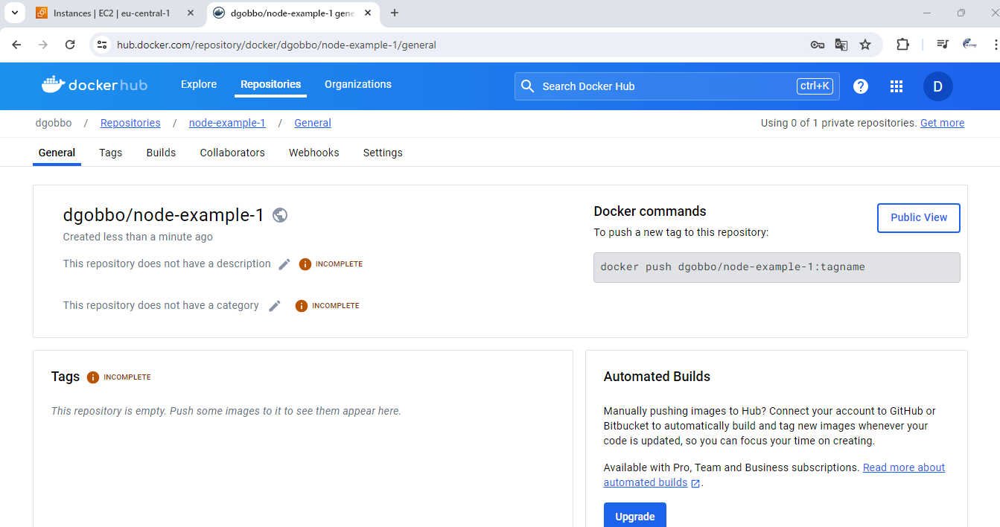 Instances | EC2 | eu-central-1
dgobbo/node-example-1 gene
hub.docker.com/repository/docker/dgobbo/node-example-1/general
dockerhub
Explore
Repositories
Organizations
Search Docker Hub
ctrl+K
?
D
dgobbo / Repositories / node-example-1 / General
Using 0 of 1 private repositories. Get more
General
Tags
Builds
Collaborators
Webhooks
Settings
dgobbo/node-example-1
Created less than a minute ago
This repository does not have a description
INCOMPLETE
This repository does not have a category
INCOMPLETE
Docker commands
To push a new tag to this repository:
Public View
docker push dgobbo/node-example-1:tagname
Tags
INCOMPLETE
This repository is empty. Push some images to it to see them appear here.
Automated Builds
Manually pushing images to Hub? Connect your account to GitHub or
Bitbucket to automatically build and tag new images whenever your
code is updated, so you can focus your time on creating.
Available with Pro, Team and Business subscriptions. Read more about
automated builds.
Upgrade